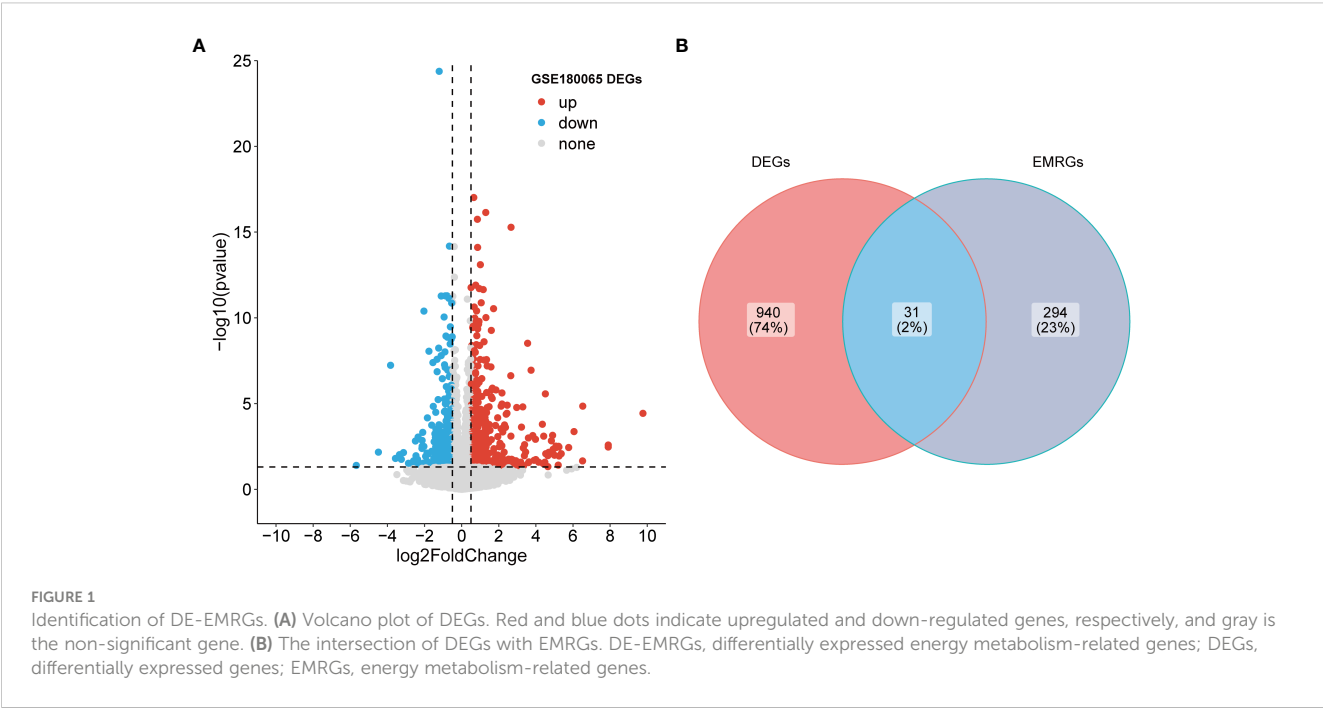 A
25
20
15
10
5
0
−log10(pvalue)
GSE180065 DEGs
up
down
none
−10 −8 −6 −4 −2 0 2 4 6 8 10
log2FoldChange
B
DEGs
EMRGs
940
(74%)
31
(2%)
294
(23%)
FIGURE 1
Identification of DE-EMRGs. (A) Volcano plot of DEGs. Red and blue dots indicate upregulated and down-regulated genes, respectively, and gray is
the non-significant gene. (B) The intersection of DEGs with EMRGs. DE-EMRGs, differentially expressed energy metabolism-related genes; DEGs,
differentially expressed genes; EMRGs, energy metabolism-related genes.